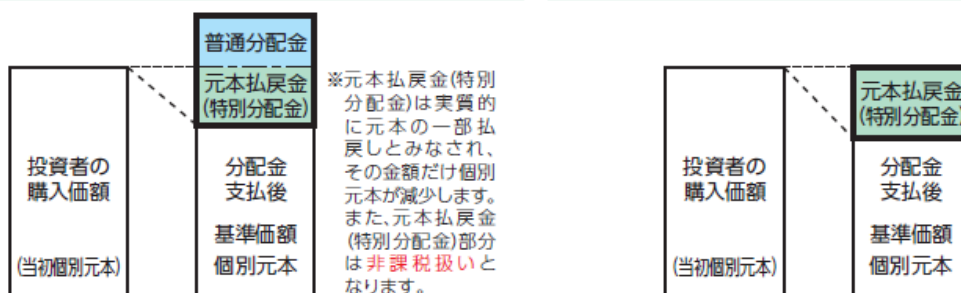 普通分配金
元本払戻金
(特別分配金)
投資者の
購入価額
(当初個別元本)
分配金
支払後
基準価額
個別元本
※元本払戻金(特別
分配金)は実質的
に元本の一部払
戻しとみなされ、
その金額だけ個別
元本が減少します。
また、元本払戻金
(特別分配金)部分
は非課税扱いと
なります。
投資者の
購入価額
(当初個別元本)
元本払戻金
(特別分配金)
分配金
支払後
基準価額
個別元本